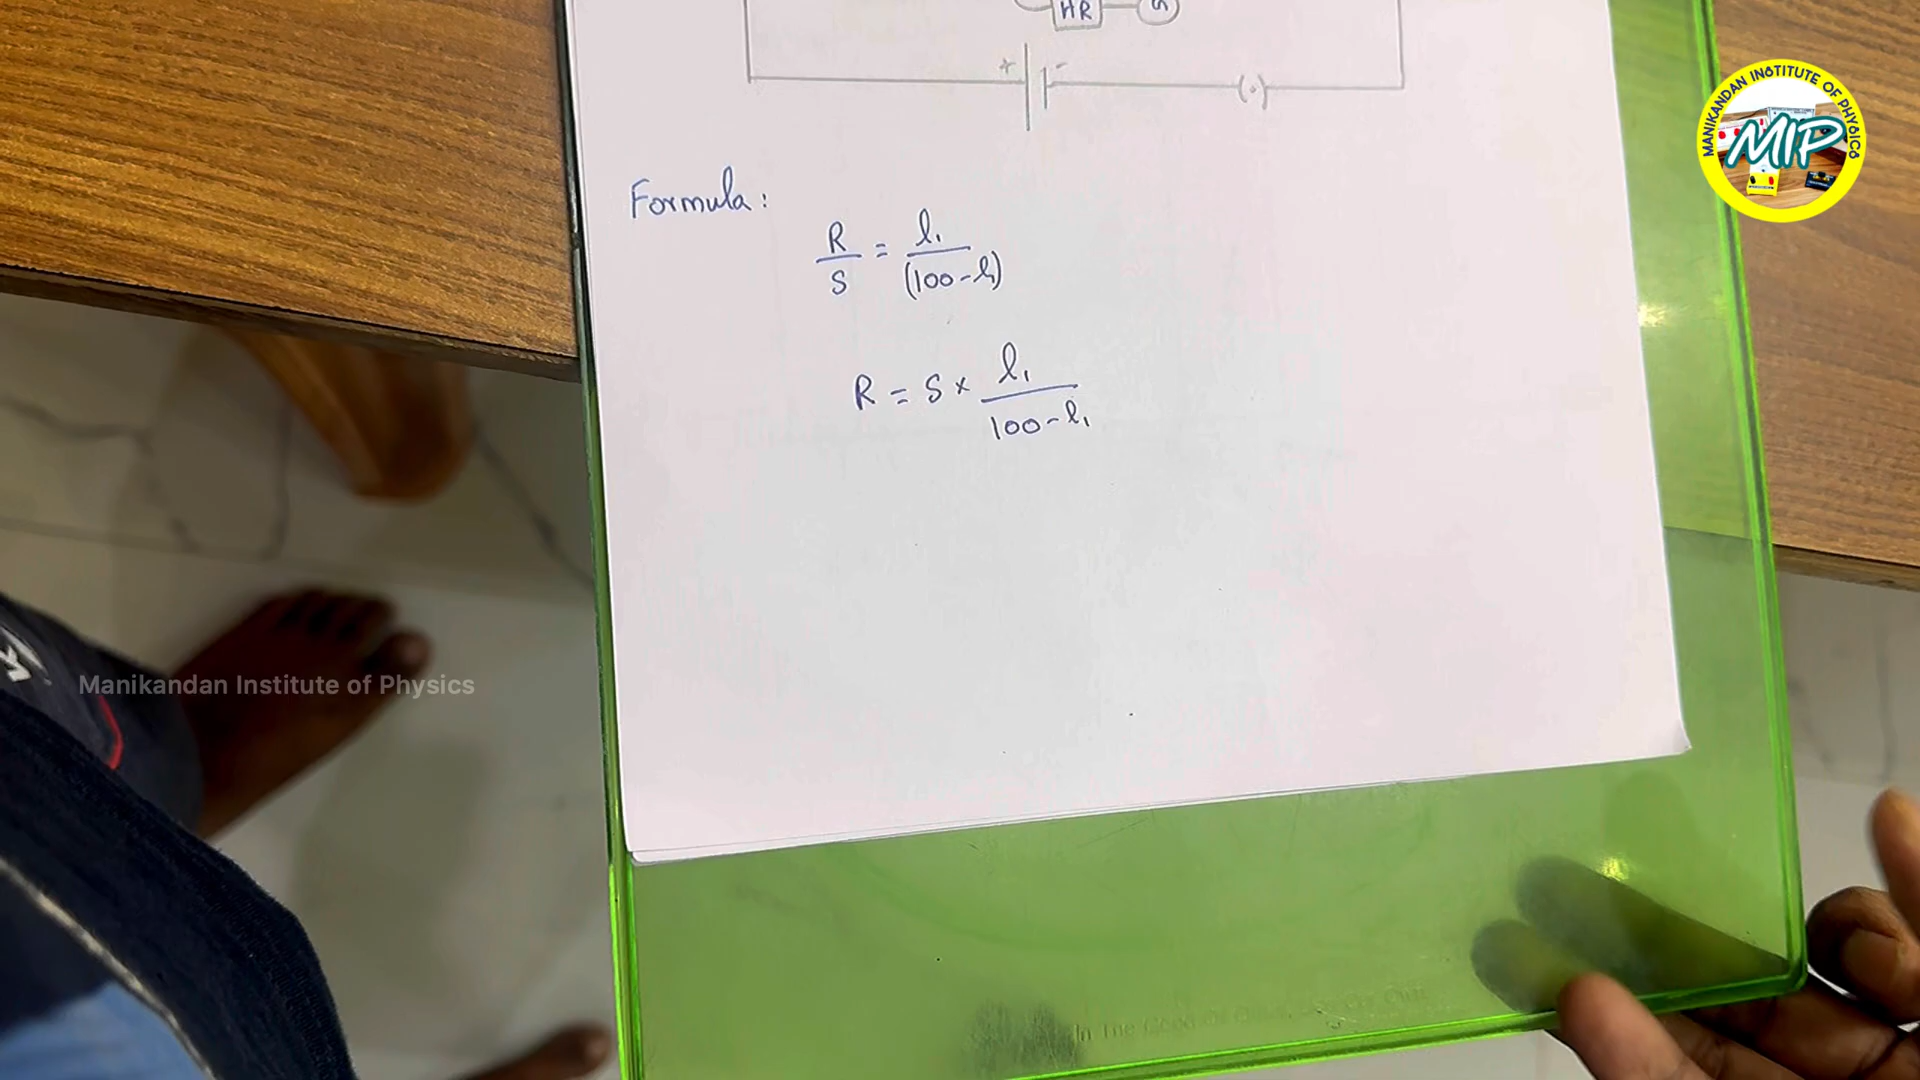 HR
G
+ -
(·)
Formula:
R/S = l₁/(100-l₁)
R = S × l₁/100-l₁
MANIKANDAN INSTITUTE OF PHYSICS
MIP
Manikandan Institute of Physics